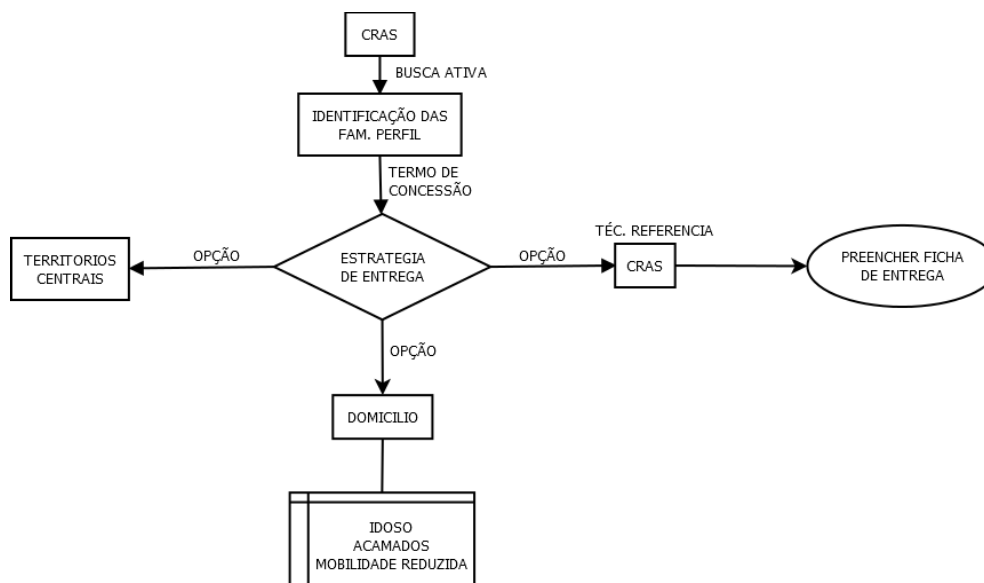 CRAS
BUSCA ATIVA
IDENTIFICAÇÃO DAS
FAM. PERFIL
TERMO DE
CONCESSÃO
TÉC. REFERENCIA
TERRITORIOS
CENTRAIS
OPÇÃO
ESTRATEGIA
DE ENTREGA
OPÇÃO
CRAS
PREENCHER FICHA
DE ENTREGA
OPÇÃO
DOMICILIO
IDOSO
ACAMADOS
MOBILIDADE REDUZIDA